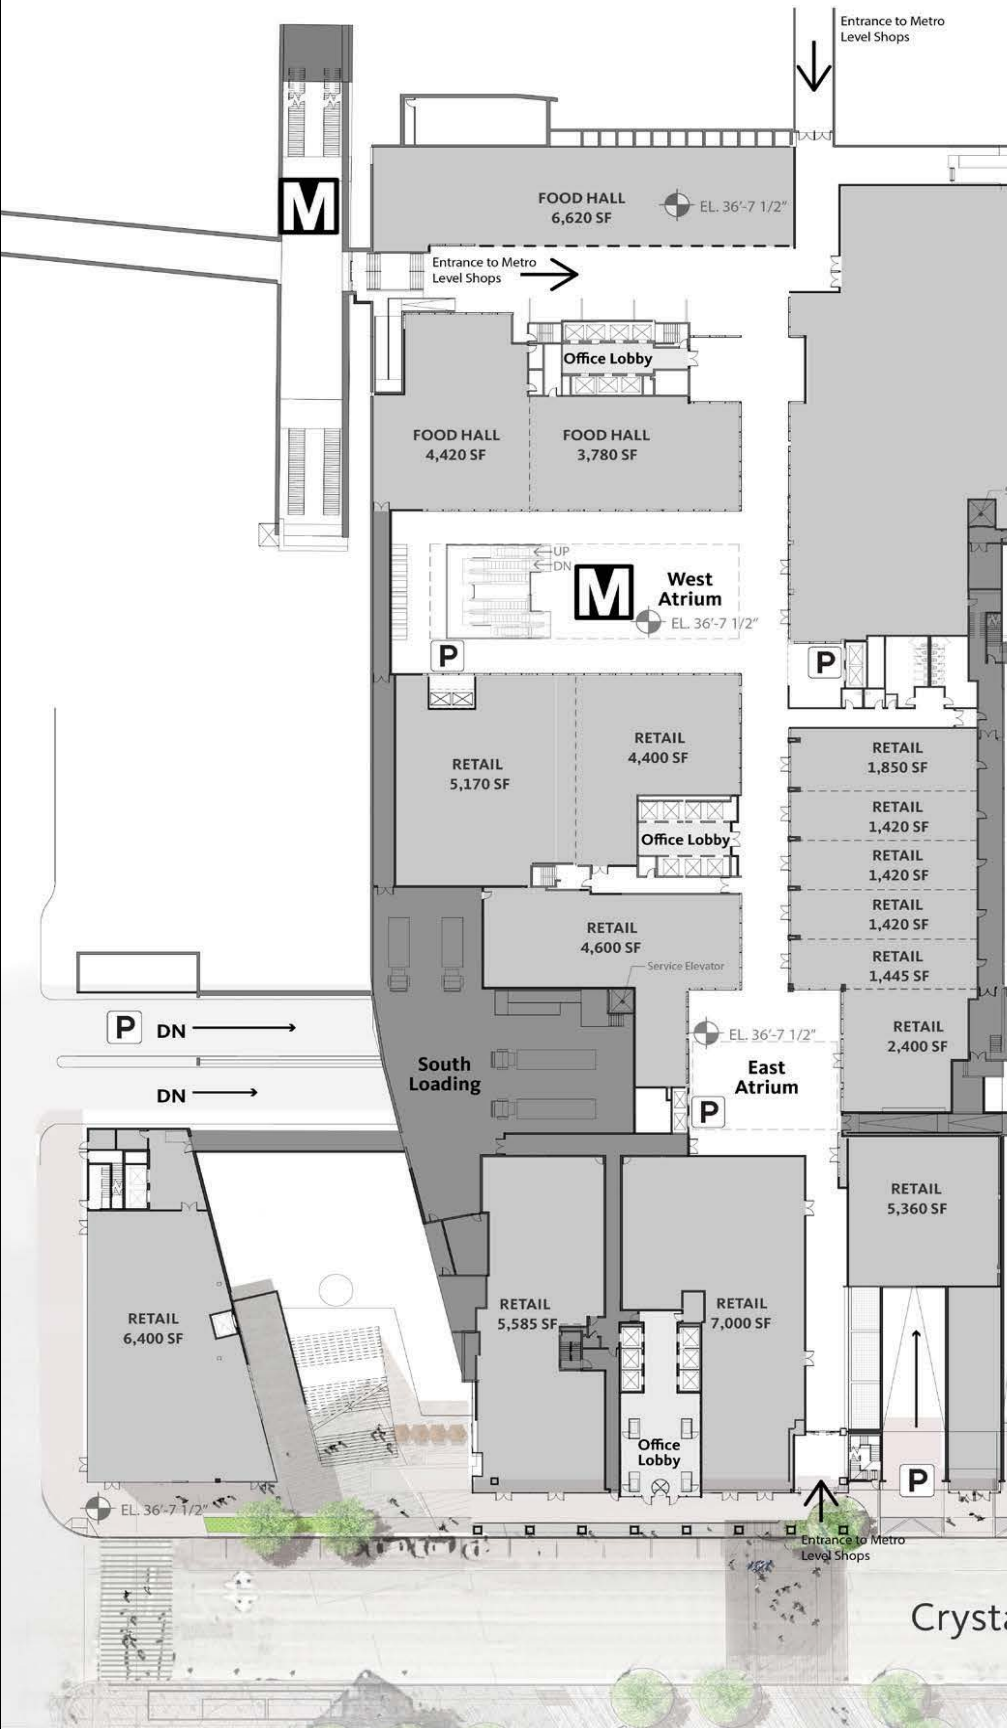 Entrance to Metro
Level Shops
M
FOOD HALL
6,620 SF
EL. 36'-7 1/2"
Entrance to Metro
Level Shops
Office Lobby
FOOD HALL
4,420 SF
FOOD HALL
3,780 SF
UP
DN
M
West
Atrium
EL. 36'-7 1/2"
P
P
RETAIL
5,170 SF
RETAIL
4,400 SF
RETAIL
1,850 SF
RETAIL
1,420 SF
Office Lobby
RETAIL
1,420 SF
RETAIL
1,420 SF
RETAIL
4,600 SF
RETAIL
1,445 SF
Service Elevator
P
DN
EL. 36'-7 1/2"
RETAIL
2,400 SF
South
Loading
East
Atrium
DN
P
RETAIL
5,360 SF
RETAIL
6,400 SF
RETAIL
5,585 SF
RETAIL
7,000 SF
Office
Lobby
P
EL. 36'-7 1/2"
Entrance to Metro
Level Shops
Crysta